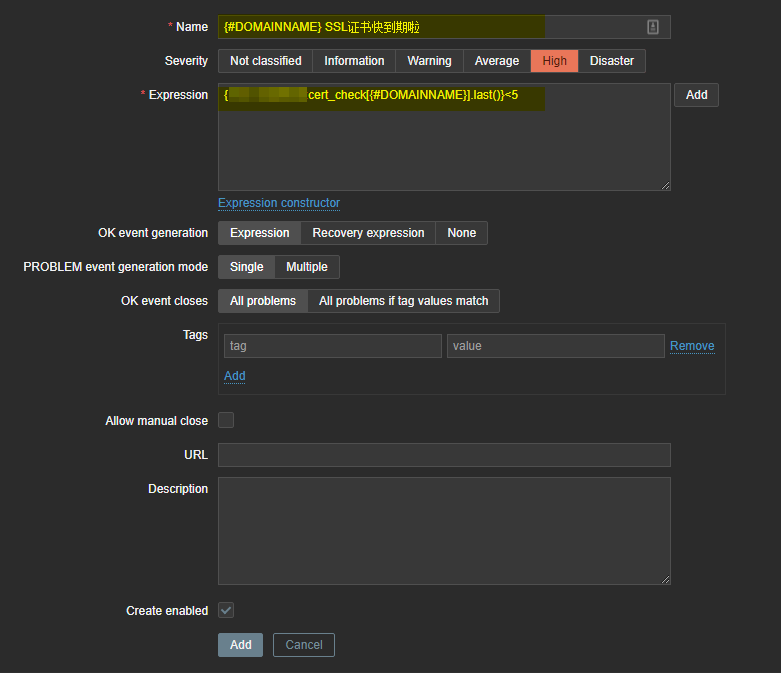 * Name {#DOMAINNAME} SSL证书快到期啦
Severity Not classified Information Warning Average High Disaster
* Expression { cert_check[{#DOMAINNAME}].last()}<5 Add
Expression constructor
OK event generation Expression Recovery expression None
PROBLEM event generation mode Single Multiple
OK event closes All problems All problems if tag values match
Tags tag value Remove
Add
Allow manual close
URL
Description
Create enabled
Add Cancel